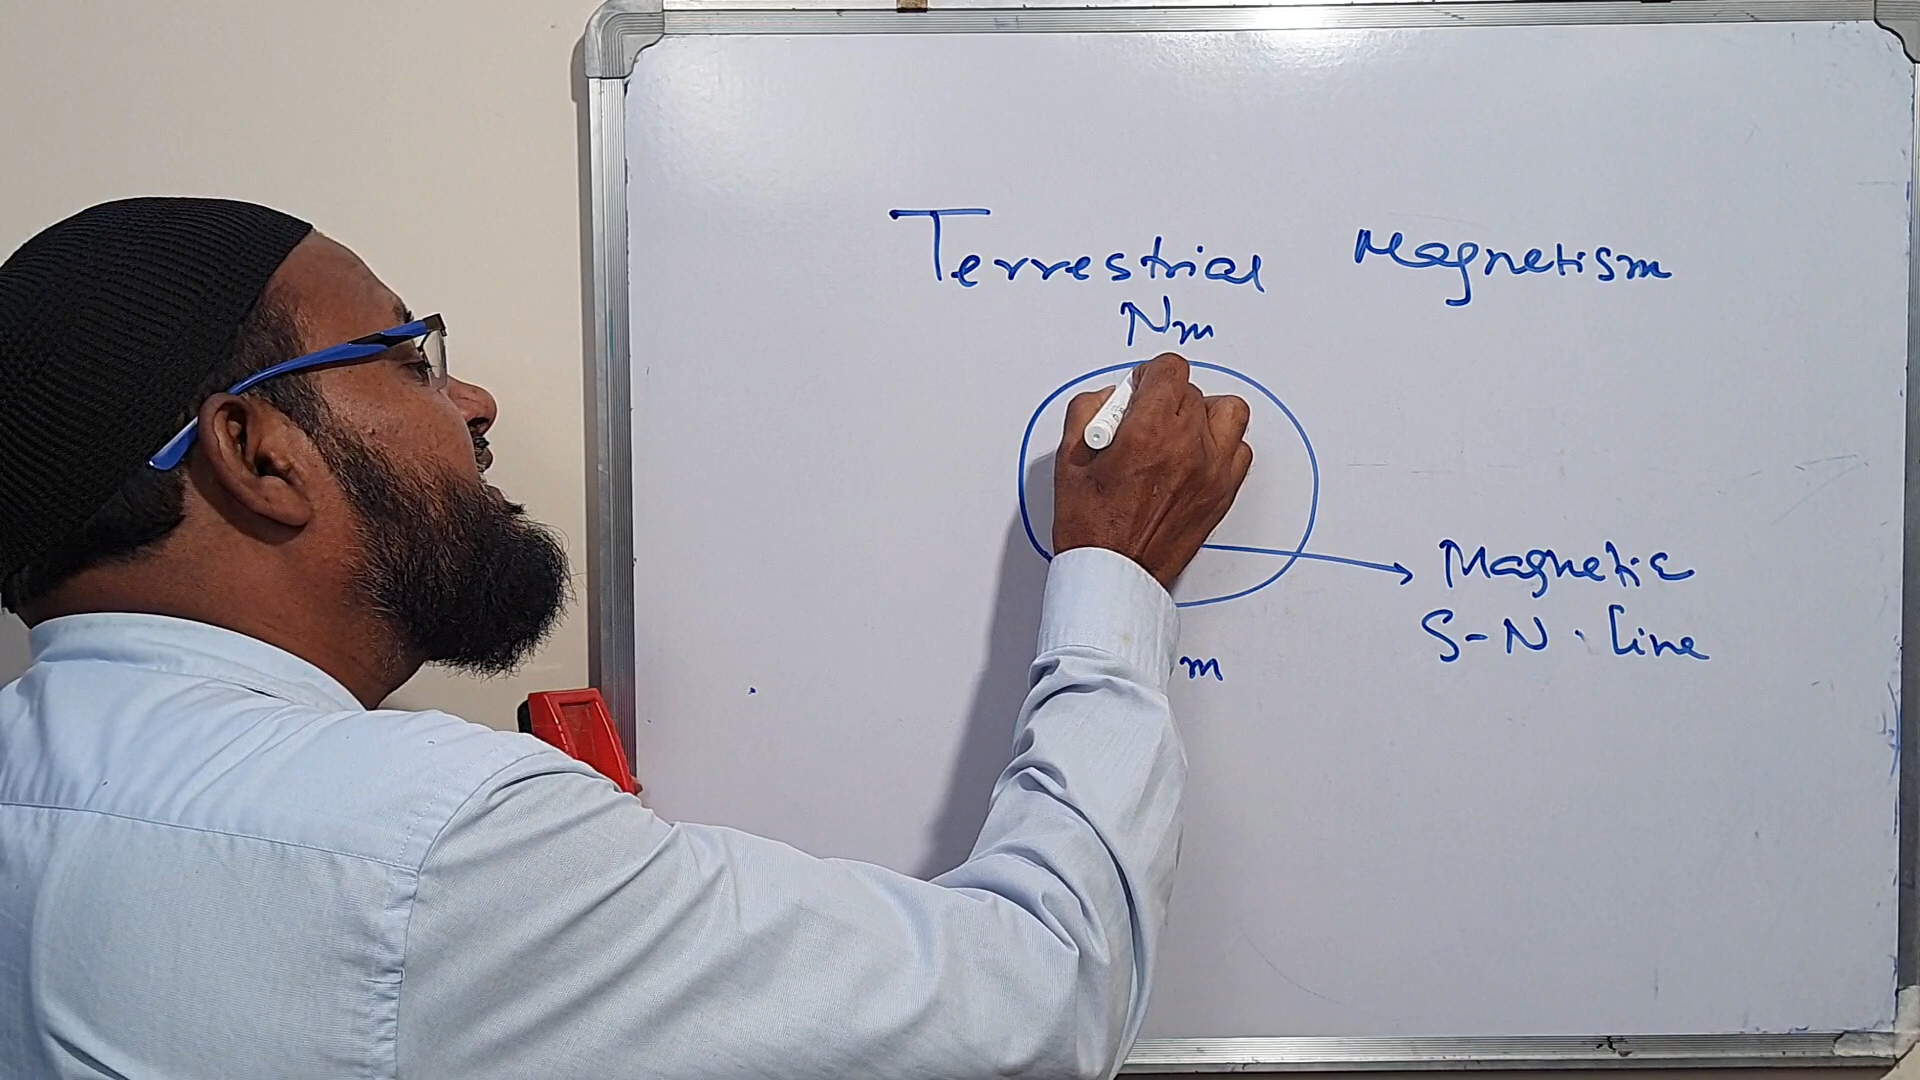 Terrestrial Magnetism
Nm
Magnetic
S-N. line
m